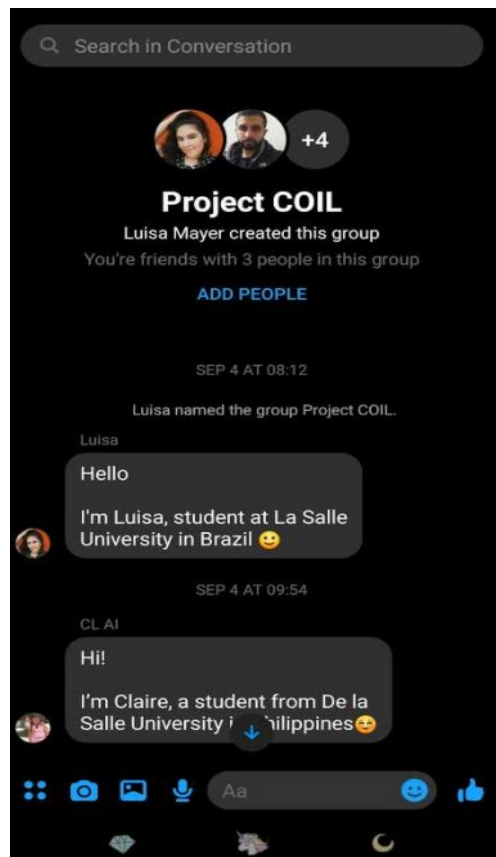 Search in Conversation
+4
Project COIL
Luisa Mayer created this group
You're friends with 3 people in this group
ADD PEOPLE
SEP 4 AT 08:12
Luisa named the group Project COIL.
Luisa
Hello
I'm Luisa, student at La Salle
University in Brazil
SEP 4 AT 09:54
CL Al
Hi!
I'm Claire, a student from De la
Salle University
Aa